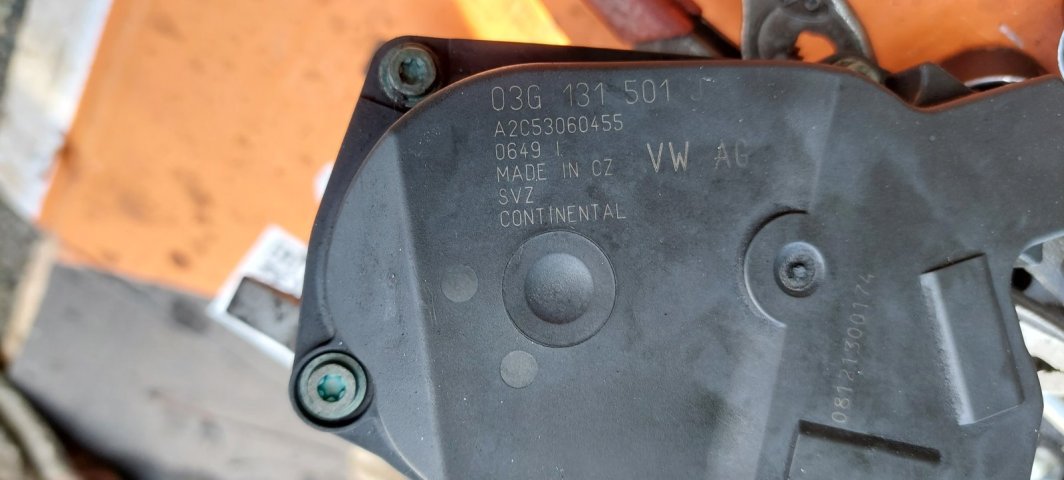 03G 131 501 J
A2C53060455
0649
MADE IN CZ
VW AG
SVZ
CONTINENTAL
08121300174